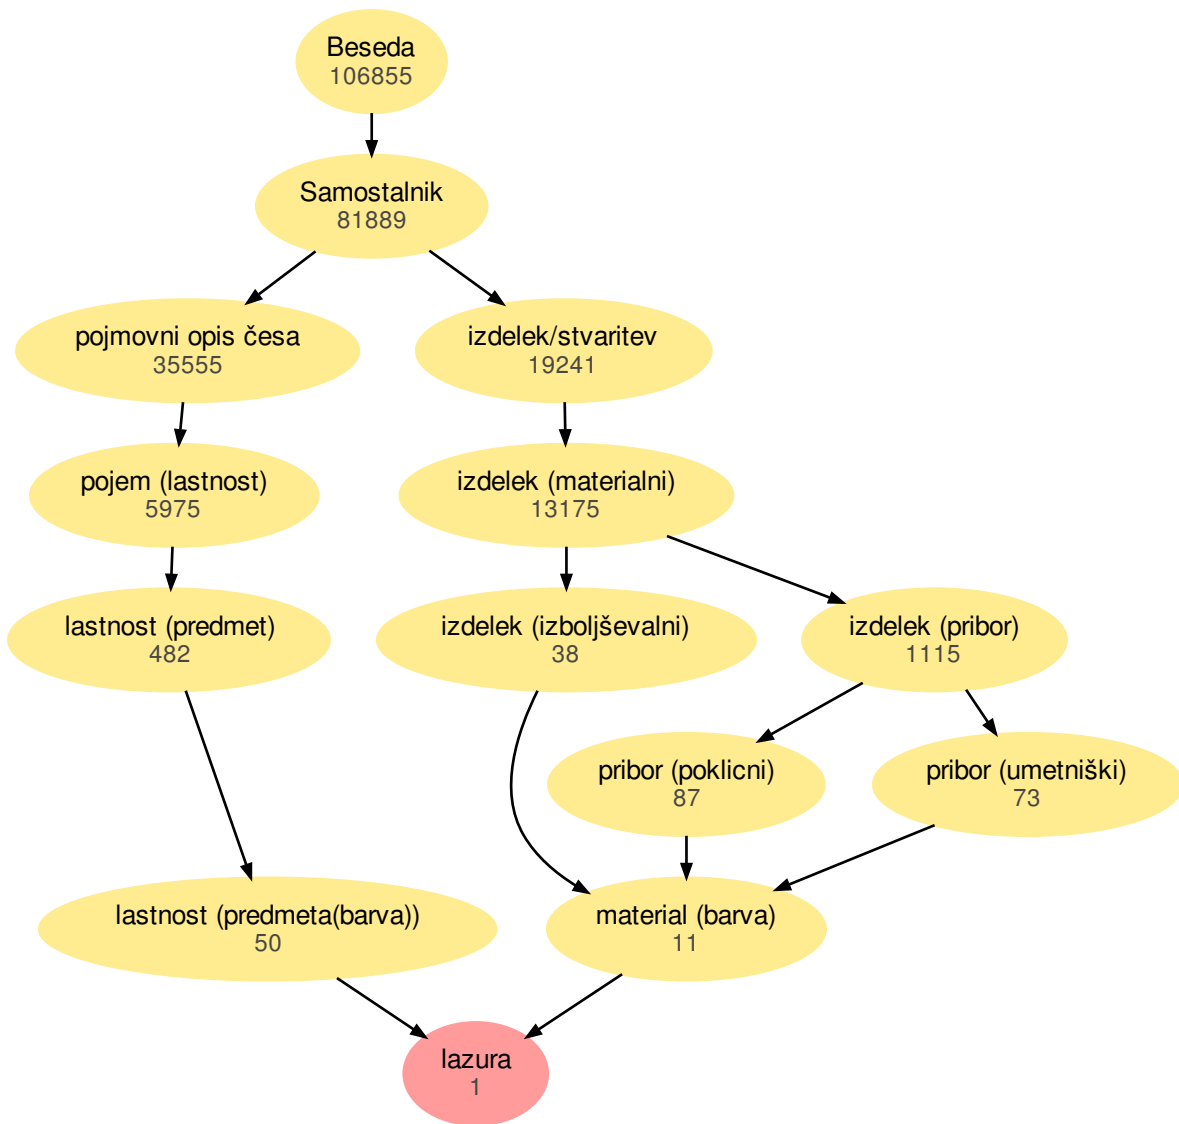 Beseda
106855
Samostalnik
81889
pojmovni opis česa
35555
izdelek/stvaritev
19241
pojem (lastnost)
5975
izdelek (materialni)
13175
lastnost (predmet)
482
izdelek (izboljševalni)
38
izdelek (pribor)
1115
pribor (poklicni)
87
pribor (umetniški)
73
lastnost (predmeta(barva))
50
material (barva)
11
lazura
1